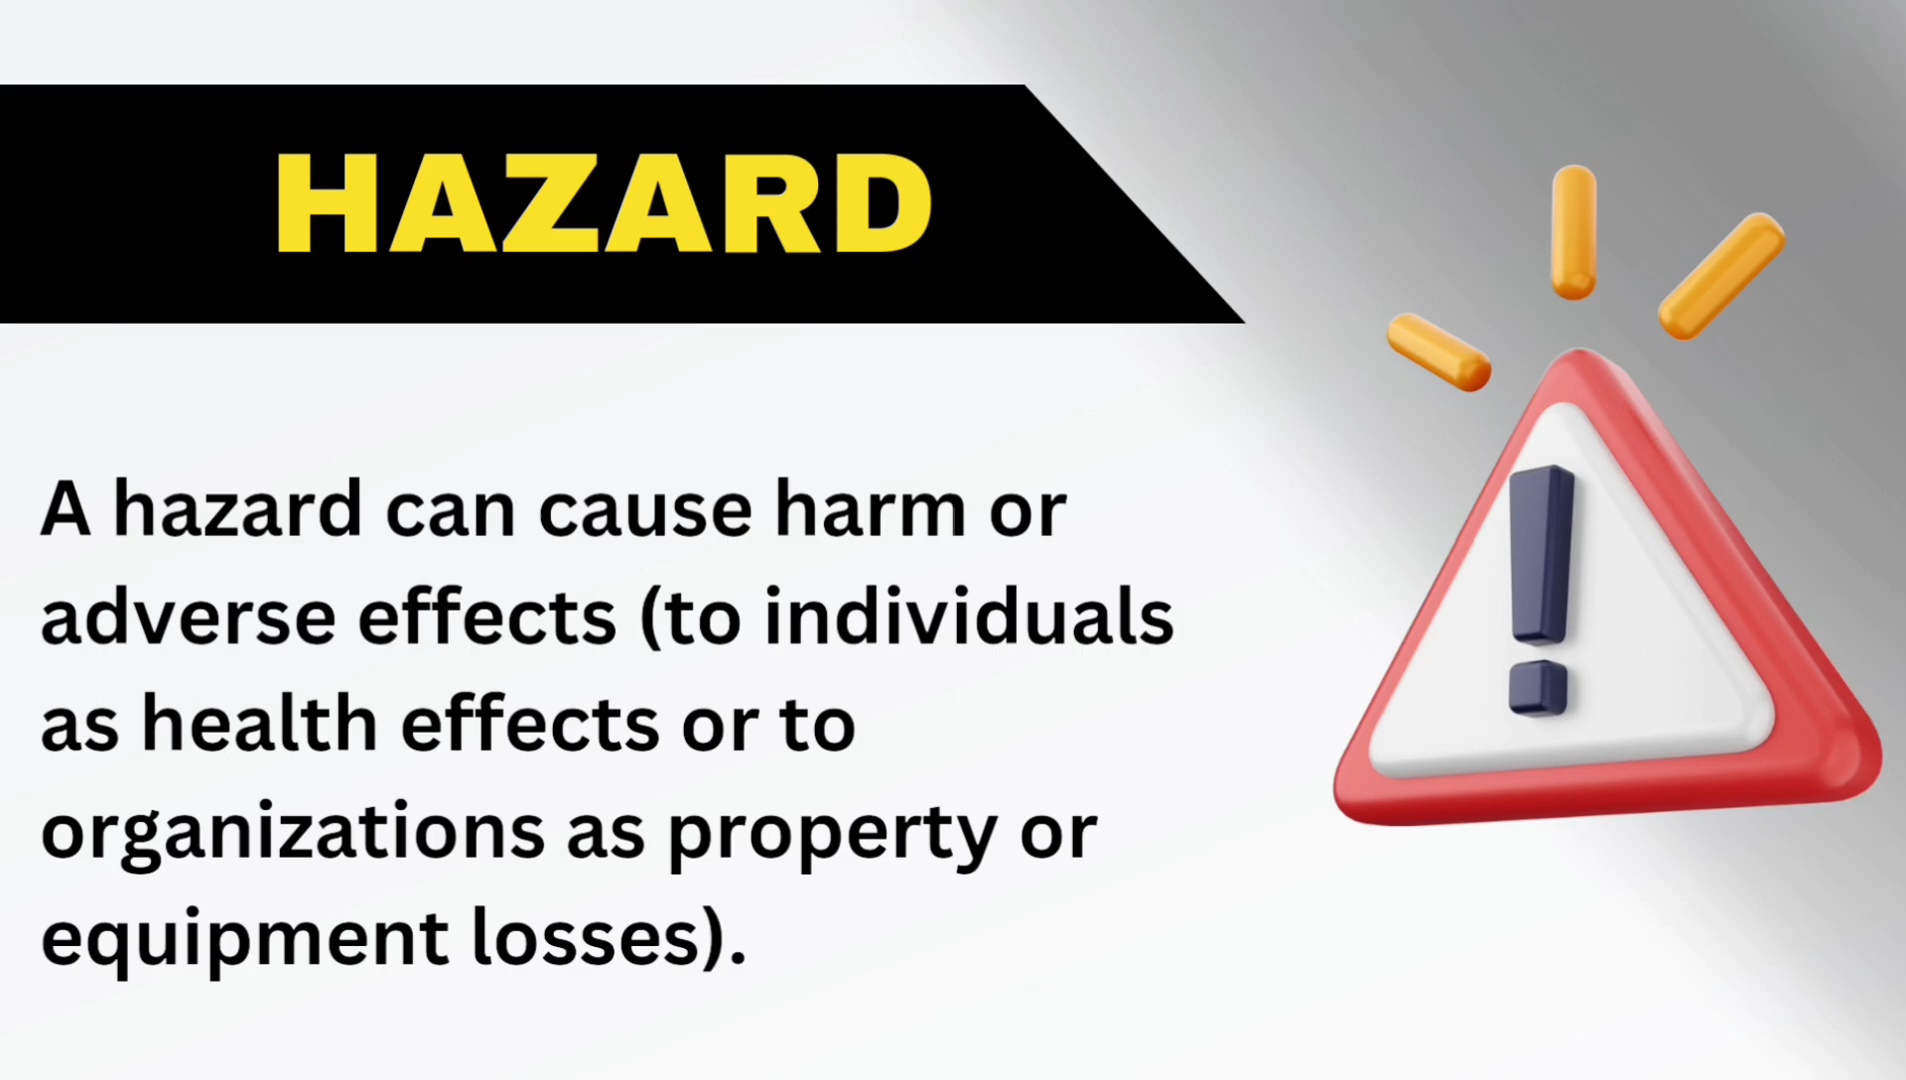 HAZARD
A hazard can cause harm or
adverse effects (to individuals
as health effects or to
organizations as property or
equipment losses).